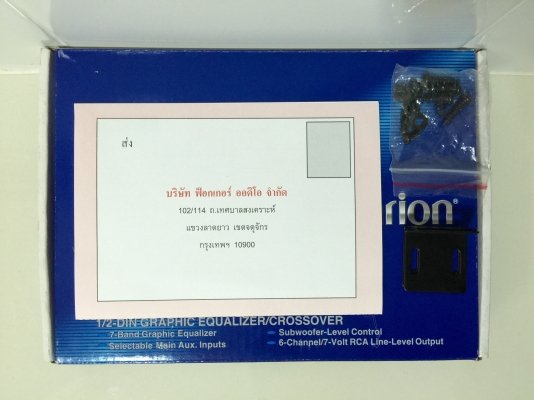 ส่ง
บริษัท ฟ็อกเกอร์ ออดิโอ จำกัด
102/114 ถ.เทศบาลสงเคราะห์
แขวงลาดยาว เขตจตุจักร
กรุงเทพฯ 10900
rion®
1/2-DIN GRAPHIC EQUALIZER/CROSSOVER
7-Band Graphic Equalizer
Selectable Main Aux. Inputs
- Subwoofer-Level Control
- 6-Channel/7-Volt RCA Line-Level Output